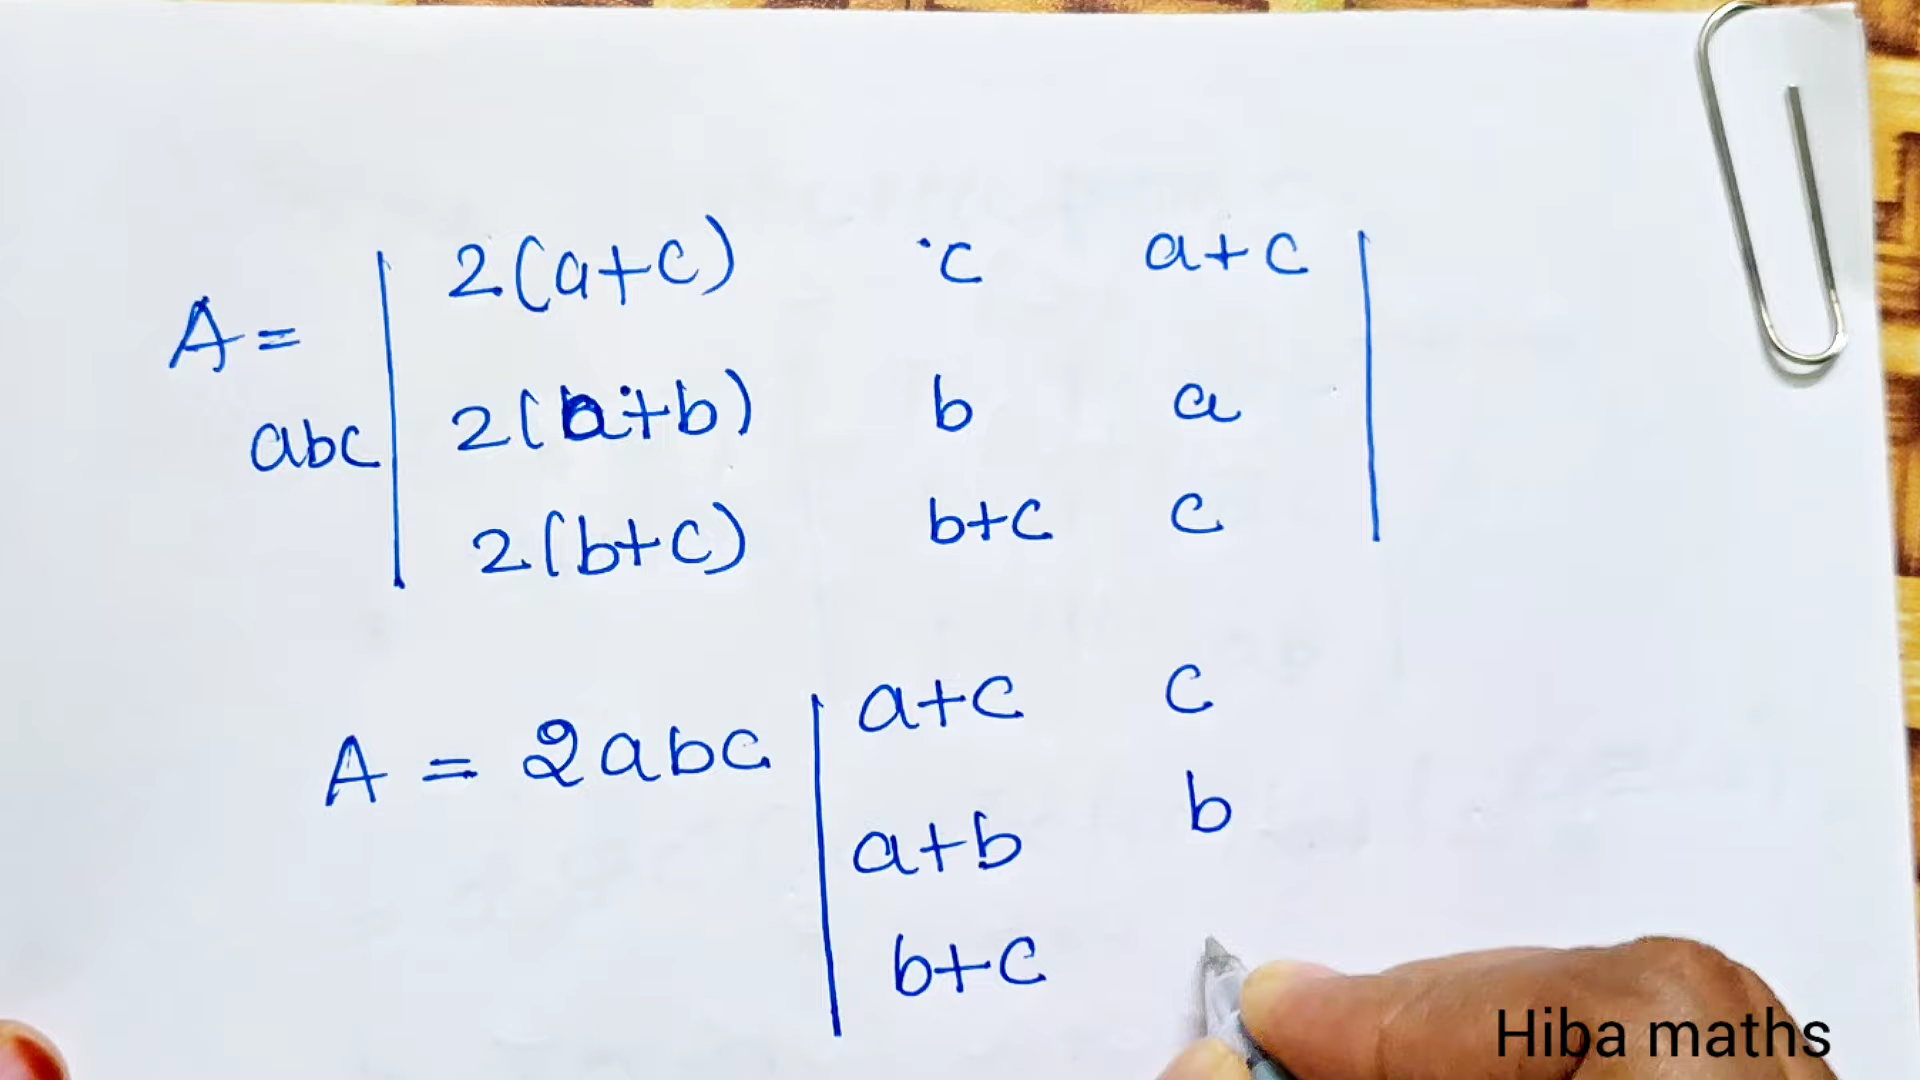 2(a+c) c a+c
A=
abc 2(a+b) b a
2(b+c) b+c c
a+c c
A = 2abc
a+b b
b+c
Hiba maths